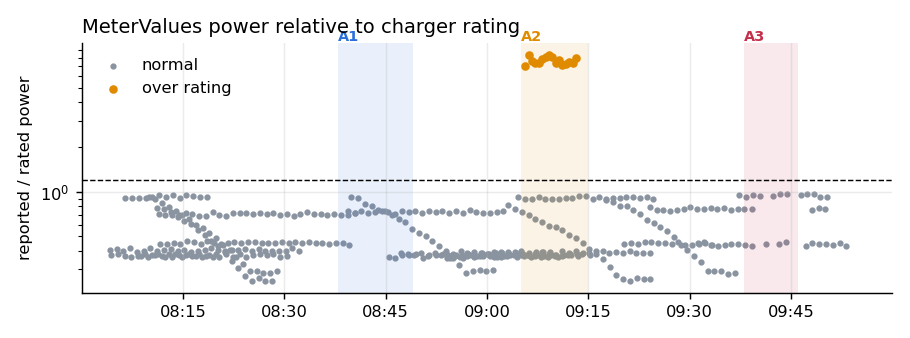 MeterValues power relative to charger rating
A1
A2
A3
normal
over rating
reported / rated power
10⁰
08:15
08:30
08:45
09:00
09:15
09:30
09:45